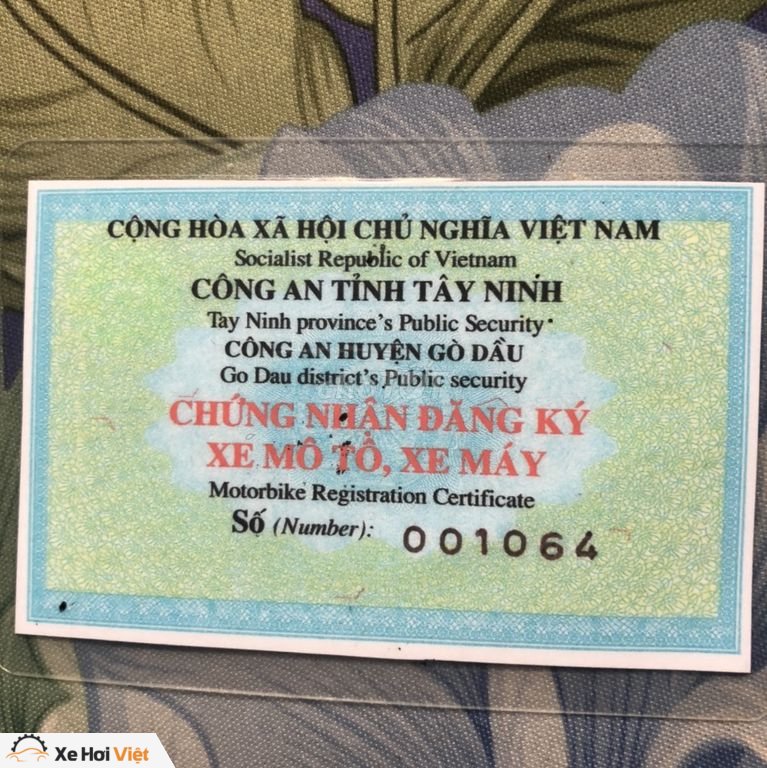 CỘNG HÒA XÃ HỘI CHỦ NGHĨA VIỆT NAM
Socialist Republic of Vietnam
CÔNG AN TỈNH TÂY NINH
Tay Ninh province's Public Security
CÔNG AN HUYỆN GÒ DẦU
Go Dau district's Public security
CHỨNG NHẬN ĐĂNG KÝ
XE MÔ TÔ, XE MÁY
Motorbike Registration Certificate
Số (Number): 001064
Xe Hơi Việt